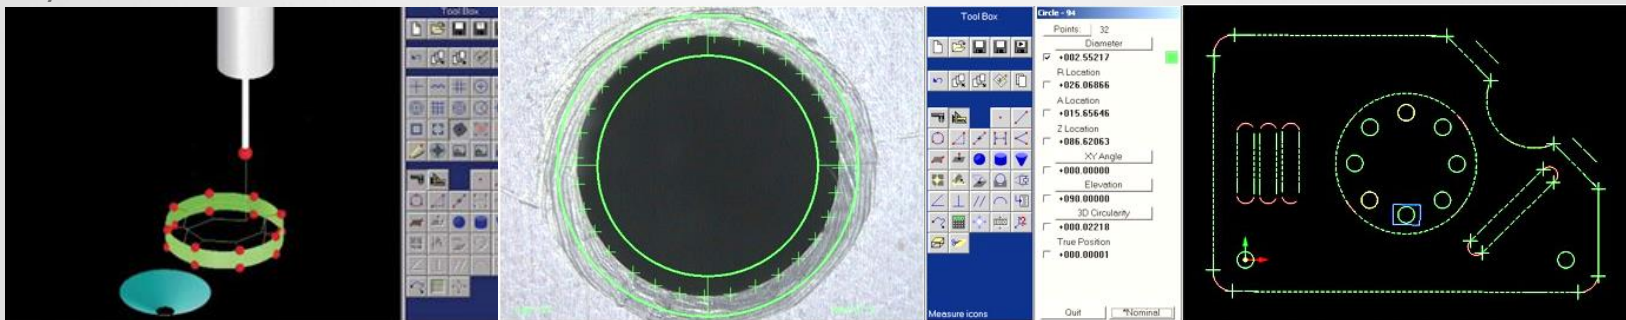 Tool Box
Tool Box
Circle - 94
Points: 32
Diameter
+002.55217
R Location
+026.06866
A Location
+015.65646
Z Location
+086.62063
XY Angle
+000.00000
Elevation
+090.00000
3D Circularity
+000.02218
True Position
+000.00001
Measure icons
Quit
*Nominal